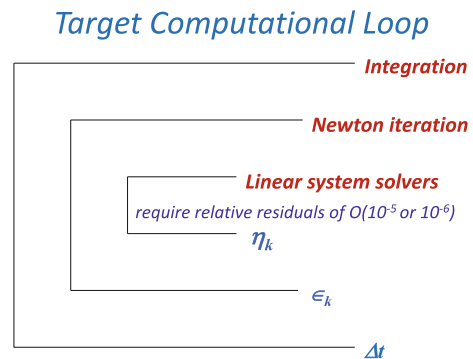 Target Computational Loop
Integration
Newton iteration
Linear system solvers
require relative residuals of O(10⁻⁵ or 10⁻⁶)
ηₖ
∊ₖ
Δt